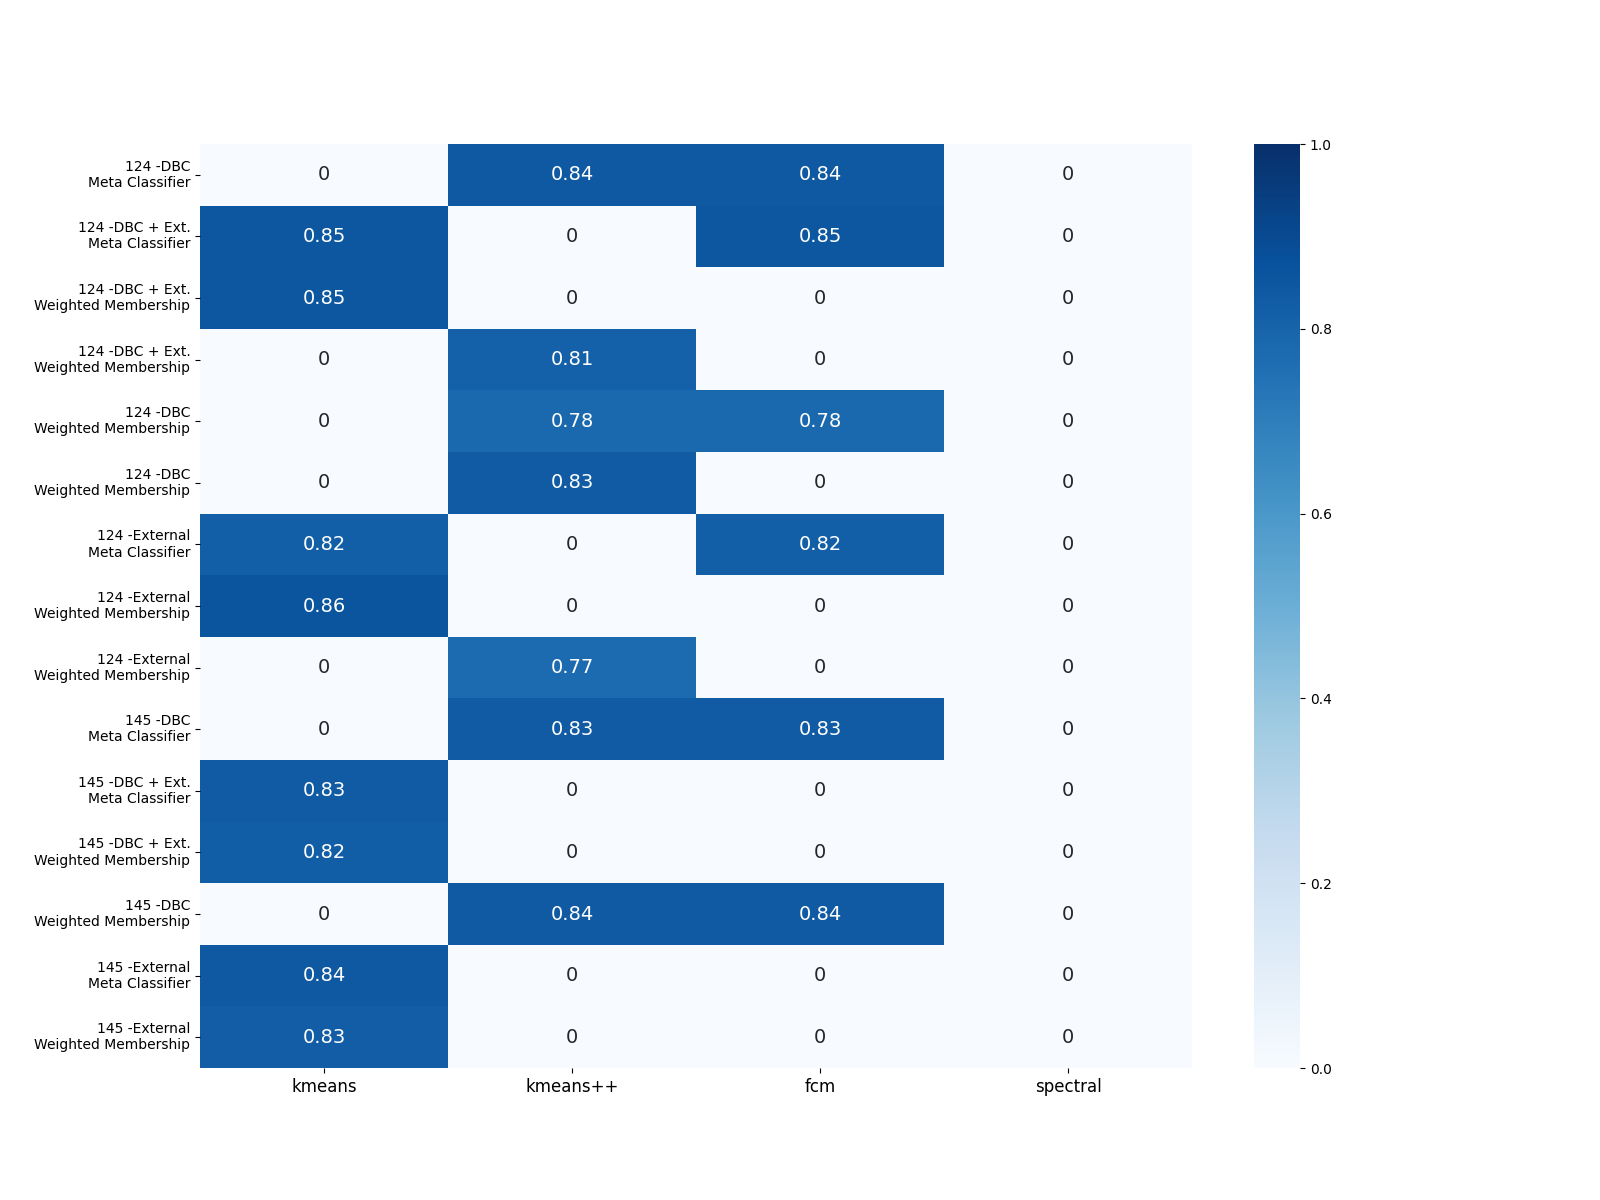 124 -DBC
Meta Classifier
0 0.84 0.84 0
124 -DBC + Ext.
Meta Classifier
0.85 0 0.85 0
124 -DBC + Ext.
Weighted Membership
0.85 0 0 0
124 -DBC + Ext.
Weighted Membership
0 0.81 0 0
124 -DBC
Weighted Membership
0 0.78 0.78 0
124 -DBC
Weighted Membership
0 0.83 0 0
124 -External
Meta Classifier
0.82 0 0.82 0
124 -External
Weighted Membership
0.86 0 0 0
124 -External
Weighted Membership
0 0.77 0 0
145 -DBC
Meta Classifier
0 0.83 0.83 0
145 -DBC + Ext.
Meta Classifier
0.83 0 0 0
145 -DBC + Ext.
Weighted Membership
0.82 0 0 0
145 -DBC
Weighted Membership
0 0.84 0.84 0
145 -External
Meta Classifier
0.84 0 0 0
145 -External
Weighted Membership
0.83 0 0 0
kmeans kmeans++ fcm spectral
1.0
0.8
0.6
0.4
0.2
0.0